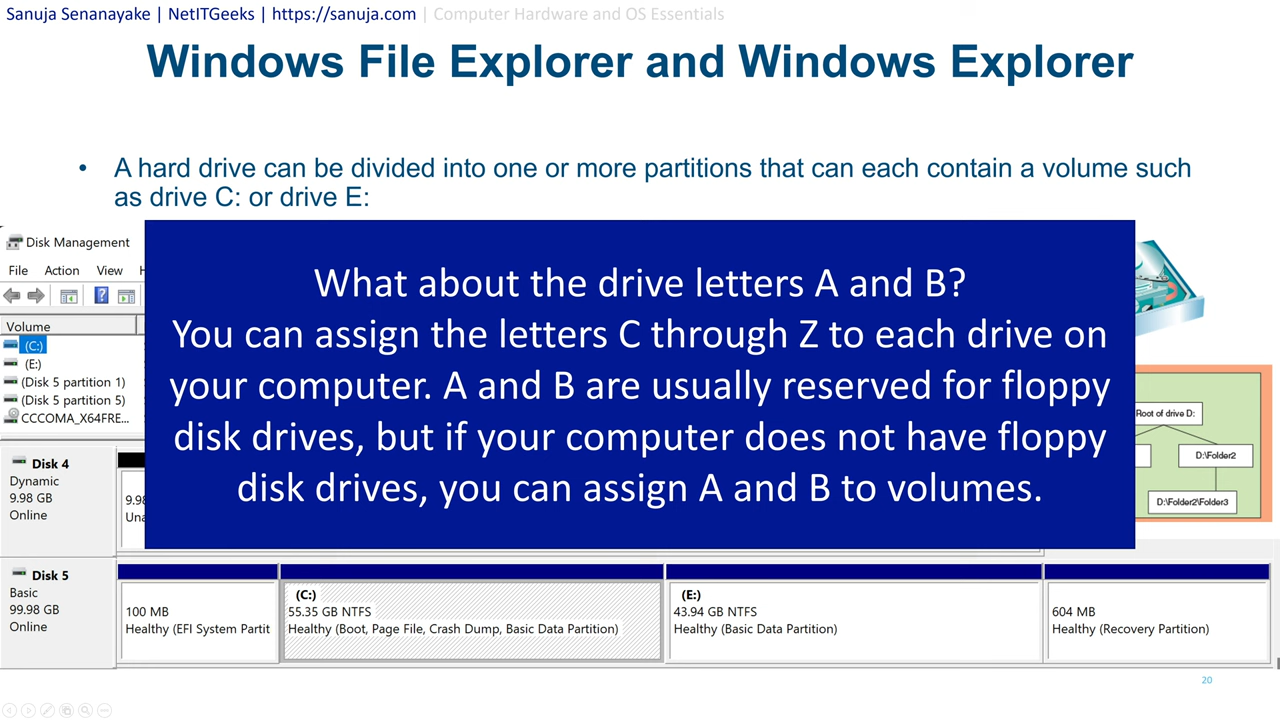 Sanuja Senanayake | NetITGeeks | https://sanuja.com | Computer Hardware and OS Essentials
Windows File Explorer and Windows Explorer
• A hard drive can be divided into one or more partitions that can each contain a volume such
as drive C: or drive E:
Disk Management
File Action View
Volume
(C:)
(E:)
(Disk 5 partition 1)
(Disk 5 partition 5)
CCCOMA_X64FRE...
What about the drive letters A and B?
You can assign the letters C through Z to each drive on
your computer. A and B are usually reserved for floppy
disk drives, but if your computer does not have floppy
disk drives, you can assign A and B to volumes.
Root of drive D:
D:\Folder2
D:\Folder2\Folder3
Disk 4
Dynamic
9.98 GB
Online
Disk 5
Basic
99.98 GB
Online
100 MB
Healthy (EFI System Partit
(C:)
55.35 GB NTFS
Healthy (Boot, Page File, Crash Dump, Basic Data Partition)
(E:)
43.94 GB NTFS
Healthy (Basic Data Partition)
604 MB
Healthy (Recovery Partition)
20